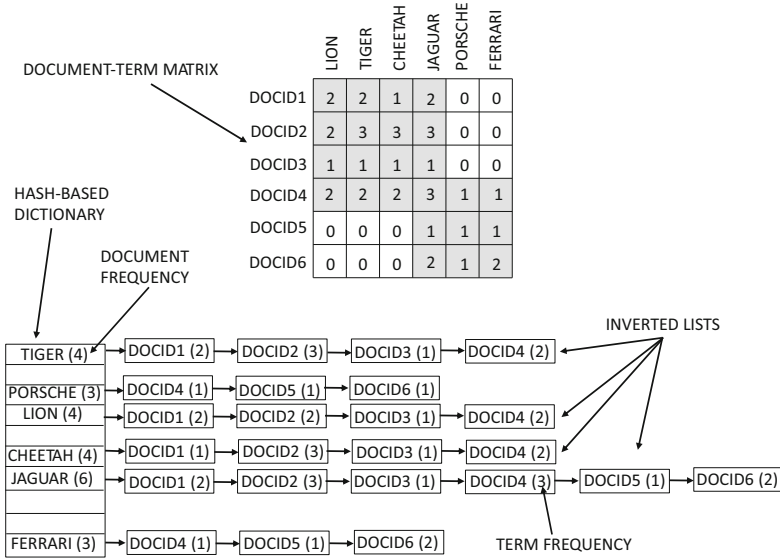 LION TIGER CHEETAH JAGUAR PORSCHE FERRARI
DOCUMENT-TERM MATRIX
DOCID1 2 2 1 2 0 0
DOCID2 2 3 3 3 0 0
DOCID3 1 1 1 1 0 0
DOCID4 2 2 2 3 1 1
DOCID5 0 0 0 1 1 1
DOCID6 0 0 0 2 1 2
HASH-BASED
DICTIONARY
DOCUMENT
FREQUENCY
INVERTED LISTS
TIGER (4) DOCID1 (2) DOCID2 (3) DOCID3 (1) DOCID4 (2)
PORSCHE (3) DOCID4 (1) DOCID5 (1) DOCID6 (1)
LION (4) DOCID1 (2) DOCID2 (2) DOCID3 (1) DOCID4 (2)
CHEETAH (4) DOCID1 (1) DOCID2 (3) DOCID3 (1) DOCID4 (2)
JAGUAR (6) DOCID1 (2) DOCID2 (3) DOCID3 (1) DOCID4 (3) DOCID5 (1) DOCID6 (2)
FERRARI (3) DOCID4 (1) DOCID5 (1) DOCID6 (2)
TERM FREQUENCY